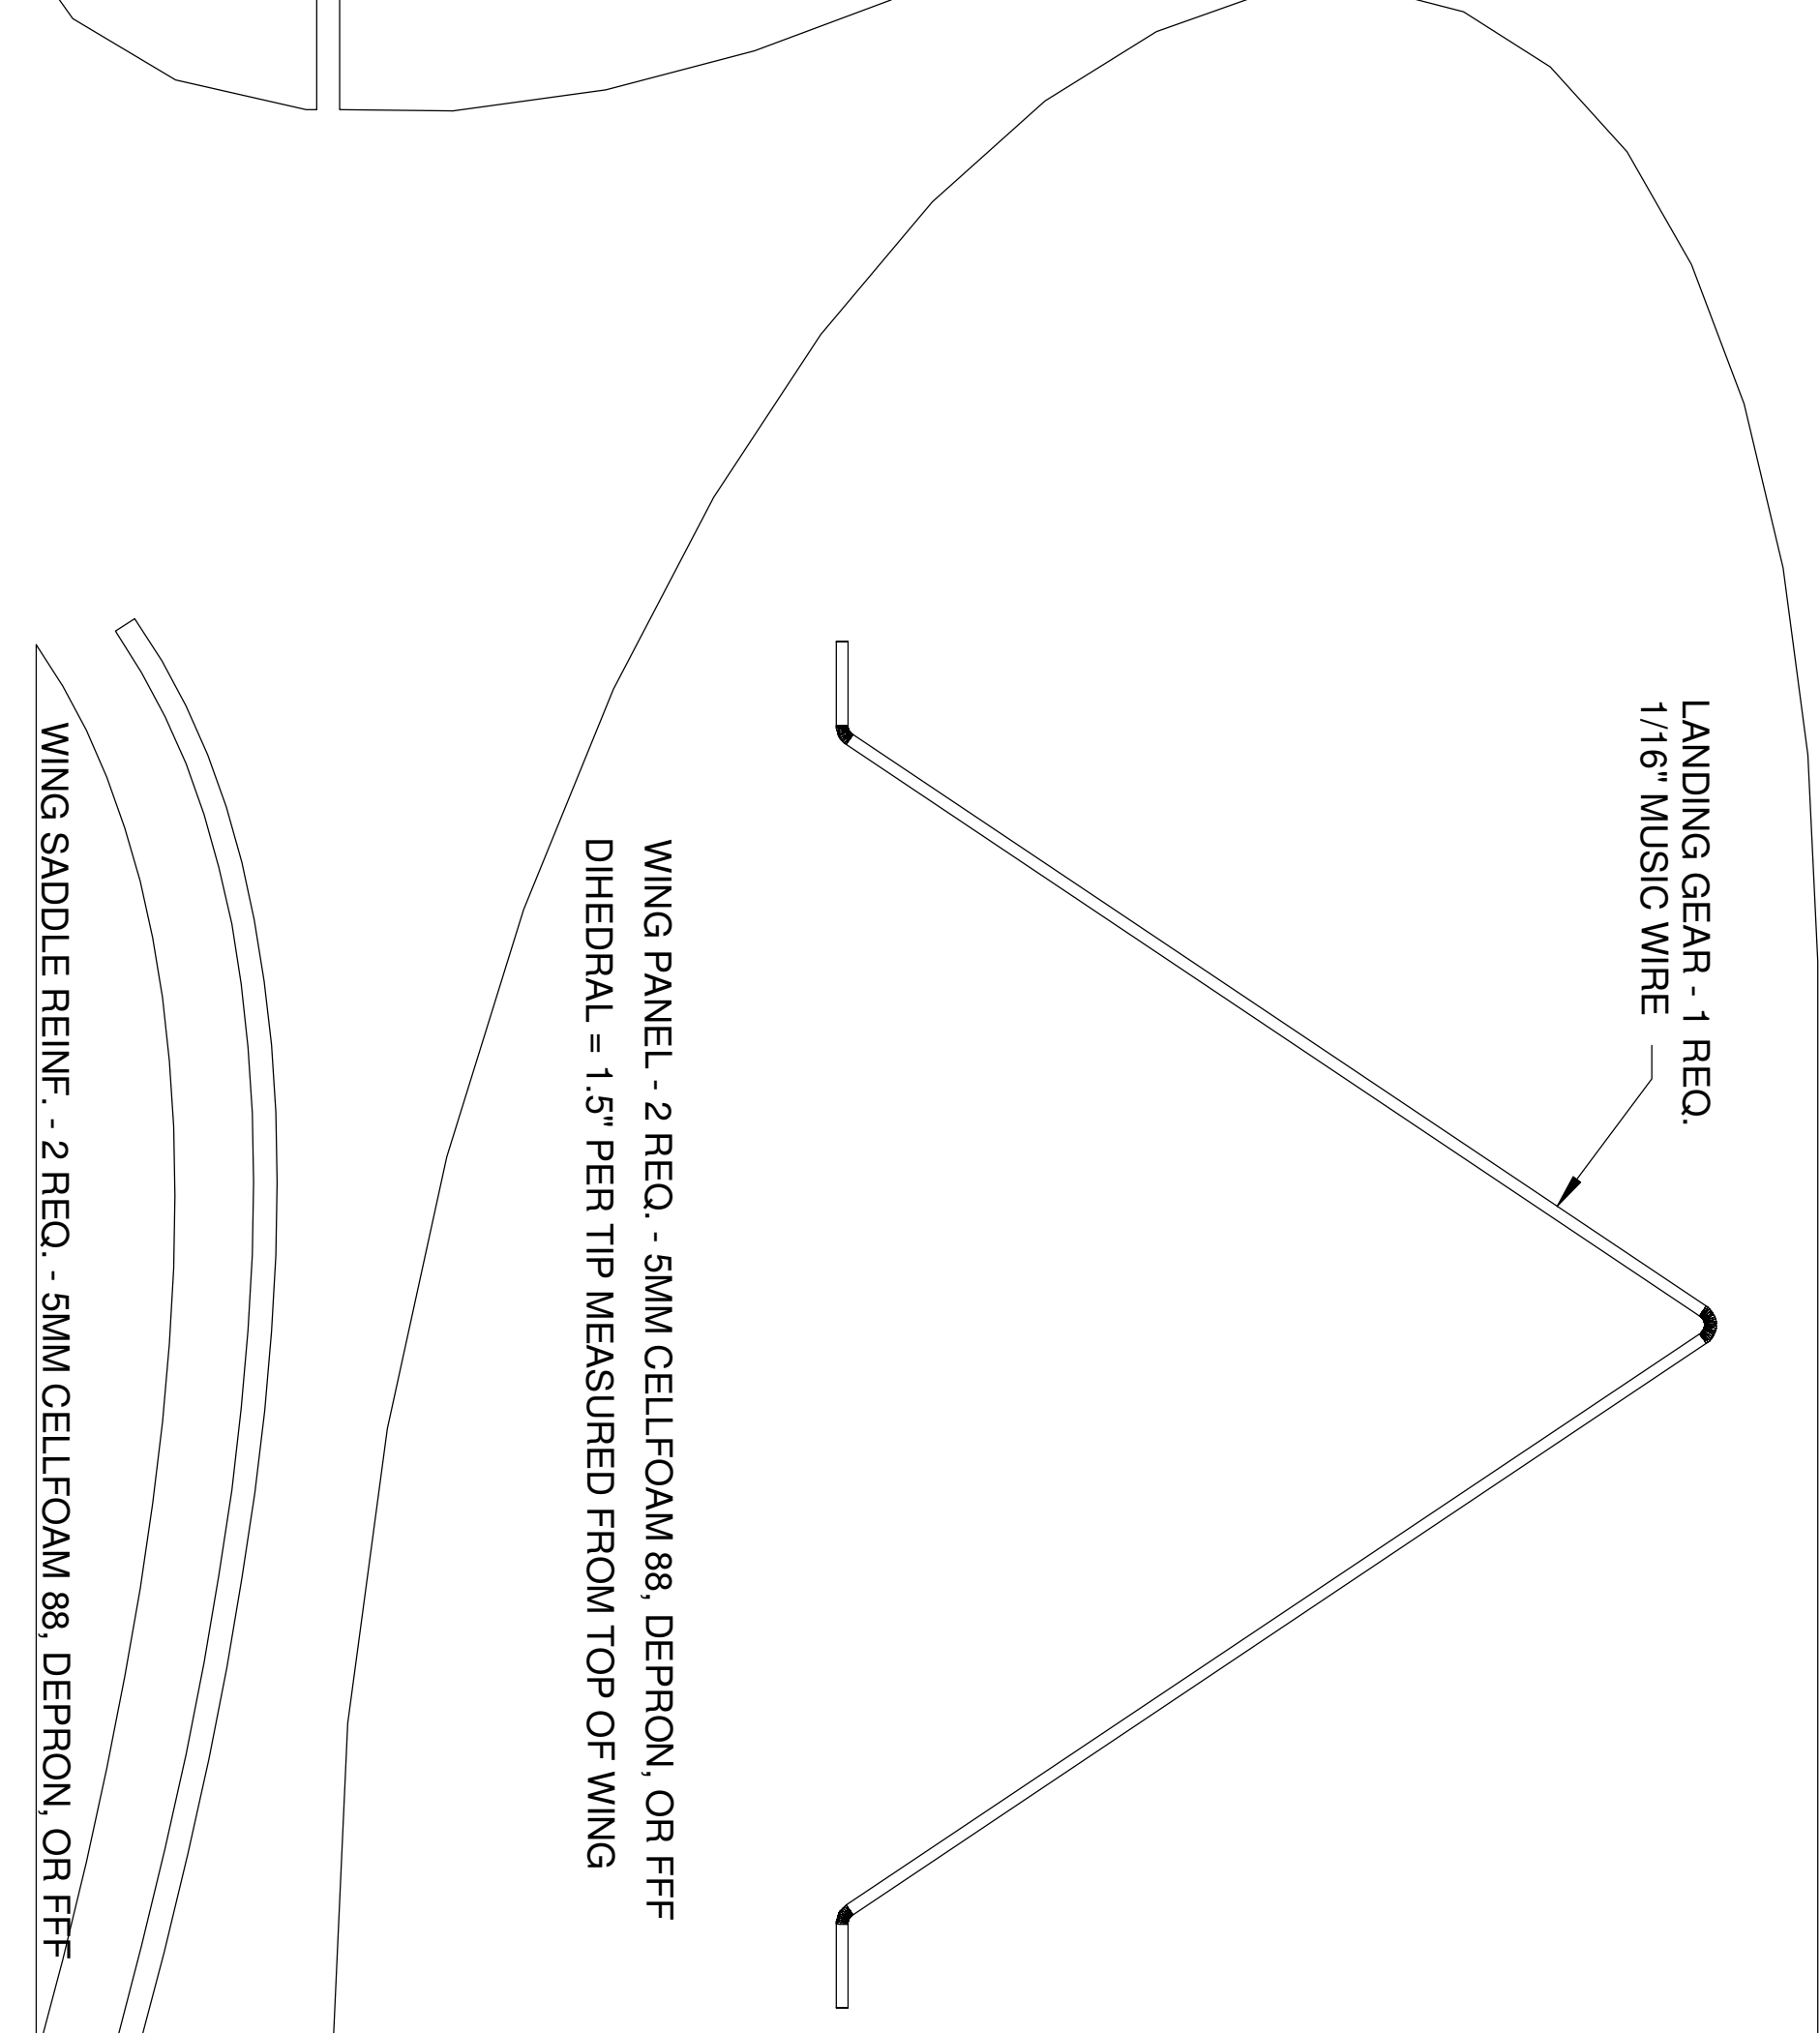 LANDING GEAR - 1 REQ.
1/16" MUSIC WIRE
WING PANEL - 2 REQ. - 5MM CELLFOAM 88, DEPRON, OR FFF
DIHEDRAL = 1.5" PER TIP MEASURED FROM TOP OF WING
WING SADDLE REINF. - 2 REQ. - 5MM CELLFOAM 88, DEPRON, OR FFF